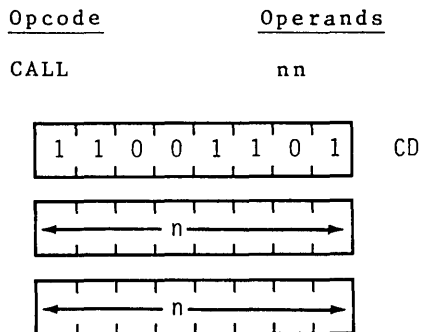 Opcode Operands
CALL nn
1 1 0 0 1 1 0 1 CD
n
n